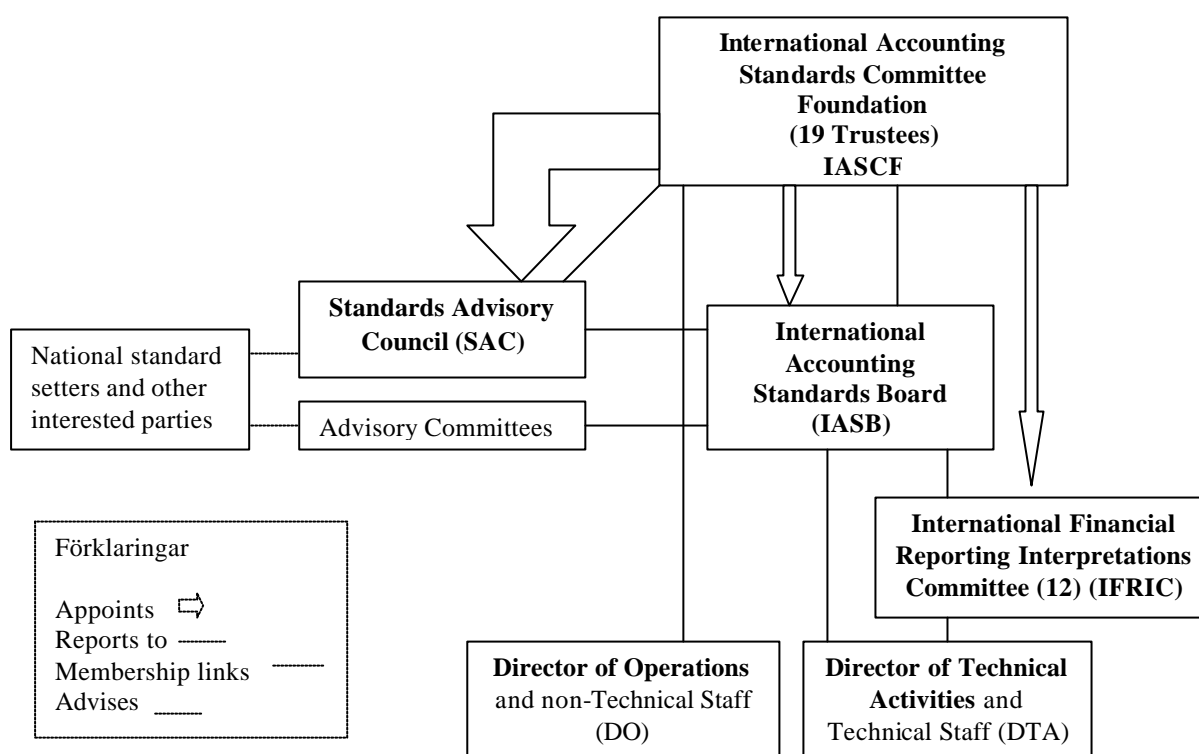 International Accounting
Standards Committee
Foundation
(19 Trustees)
IASCF
Standards Advisory
Council (SAC)
National standard
setters and other
interested parties
International
Accounting
Standards Board
(IASB)
Advisory Committees
International Financial
Reporting Interpretations
Committee (12) (IFRIC)
Förklaringar
Appoints
Reports to
Membership links
Advises
Director of Operations
and non-Technical Staff
(DO)
Director of Technical
Activities and
Technical Staff (DTA)